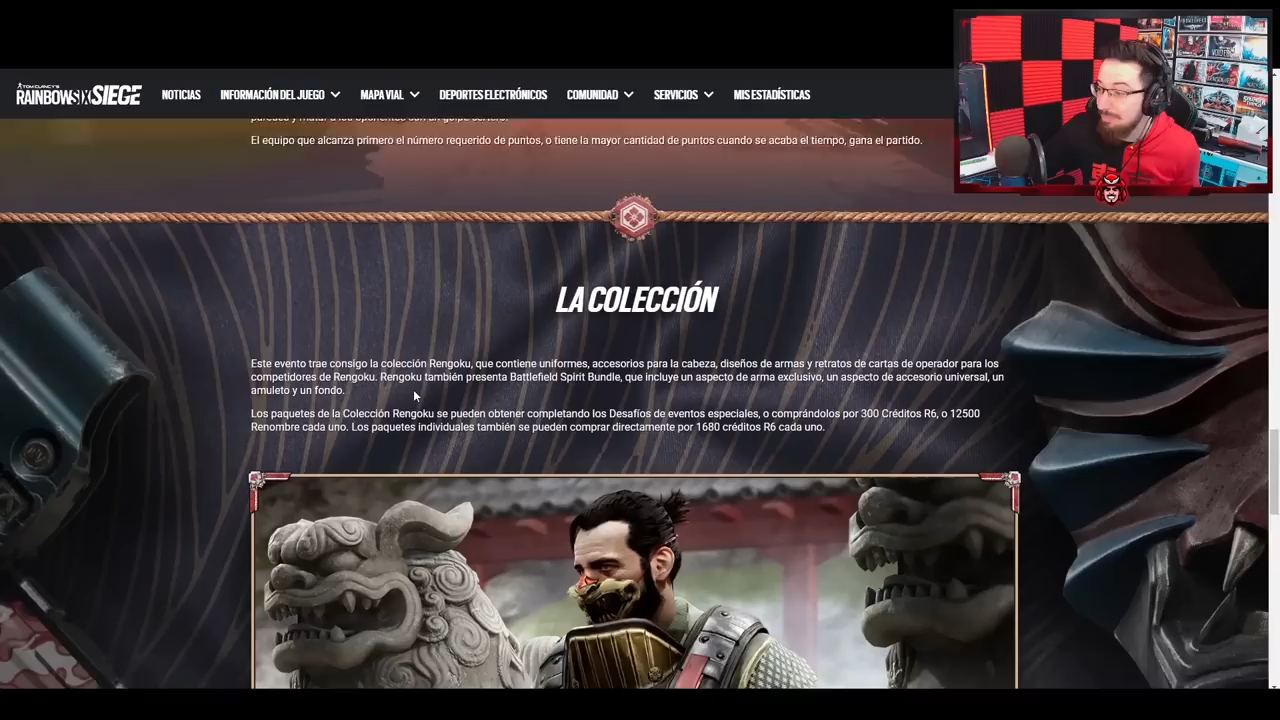 TOM CLANCY'S
RAINBOWSIX SIEGE
NOTICIAS INFORMACIÓN DEL JUEGO MAPA VIAL DEPORTES ELECTRÓNICOS COMUNIDAD SERVICIOS MIS ESTADÍSTICAS
El equipo que alcanza primero el número requerido de puntos, o tiene la mayor cantidad de puntos cuando se acaba el tiempo, gana el partido.
LA COLECCIÓN
Este evento trae consigo la colección Rengoku, que contiene uniformes, accesorios para la cabeza, diseños de armas y retratos de cartas de operador para los
competidores de Rengoku. Rengoku también presenta Battlefield Spirit Bundle, que incluye un aspecto de arma exclusivo, un aspecto de accesorio universal, un
amuleto y un fondo.
Los paquetes de la Colección Rengoku se pueden obtener completando los Desafíos de eventos especiales, o comprándolos por 300 Créditos R6, o 12500
Renombre cada uno. Los paquetes individuales también se pueden comprar directamente por 1680 créditos R6 cada uno.